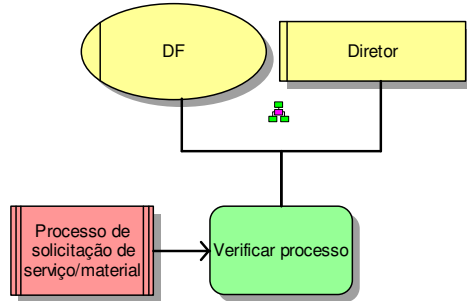 DF
Diretor
Processo de
solicitação de
serviço/material
Verificar processo